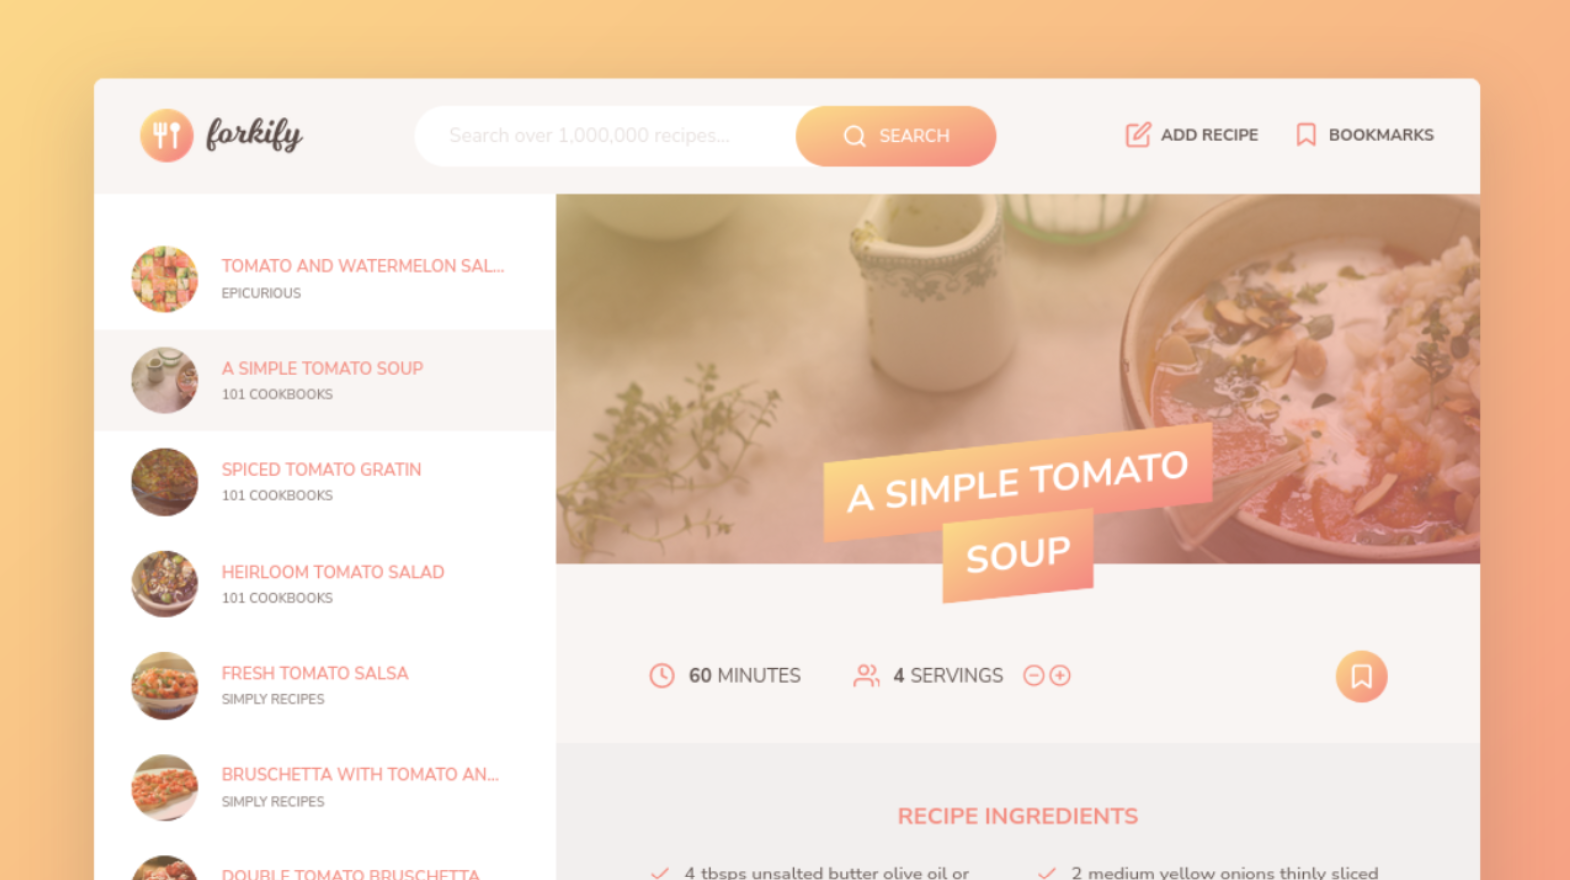 forkify
Search over 1,000,000 recipes...
SEARCH
ADD RECIPE
BOOKMARKS
TOMATO AND WATERMELON SAL...
EPICURIOUS
A SIMPLE TOMATO SOUP
101 COOKBOOKS
SPICED TOMATO GRATIN
101 COOKBOOKS
HEIRLOOM TOMATO SALAD
101 COOKBOOKS
FRESH TOMATO SALSA
SIMPLY RECIPES
BRUSCHETTA WITH TOMATO AN...
SIMPLY RECIPES
DOUBLE TOMATO BRUSCHETTA
A SIMPLE TOMATO
SOUP
60 MINUTES
4 SERVINGS
RECIPE INGREDIENTS
4 tbsps unsalted butter olive oil or
2 medium yellow onions thinly sliced